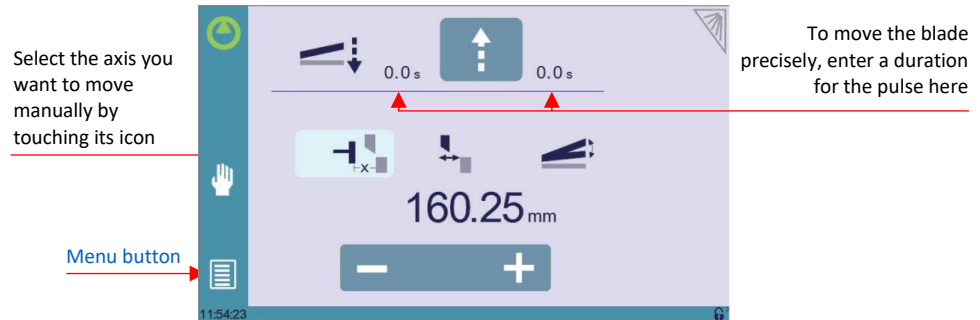 Select the axis you
want to move
manually by
touching its icon
Menu button
To move the blade
precisely, enter a duration
for the pulse here
0.0 s
0.0 s
X
160.25 mm
11:54:23